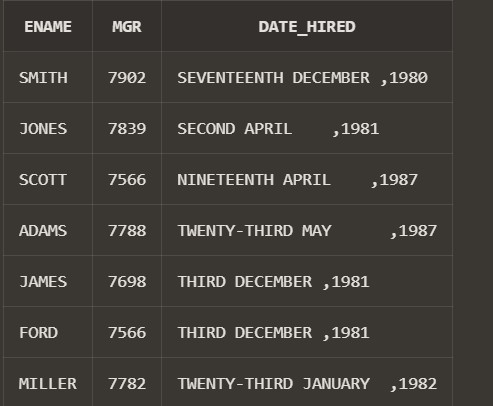 ENAME MGR DATE_HIRED
SMITH 7902 SEVENTEENTH DECEMBER ,1980
JONES 7839 SECOND APRIL    ,1981
SCOTT 7566 NINETEENTH APRIL    ,1987
ADAMS 7788 TWENTY-THIRD MAY      ,1987
JAMES 7698 THIRD DECEMBER ,1981
FORD 7566 THIRD DECEMBER ,1981
MILLER 7782 TWENTY-THIRD JANUARY  ,1982